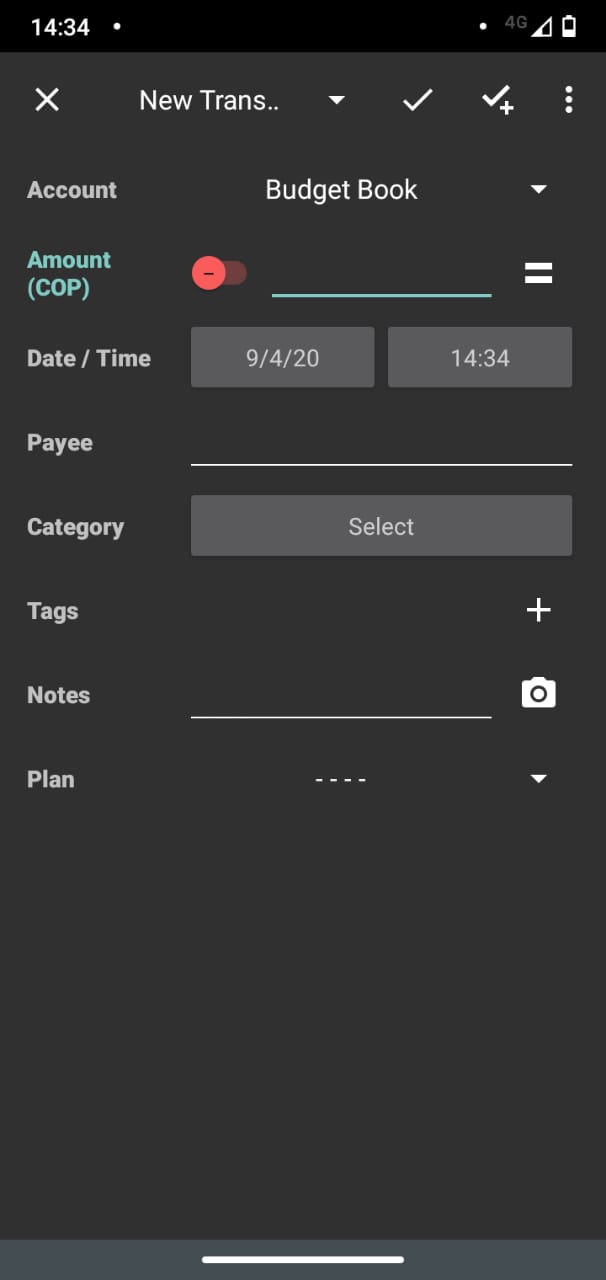 14:34
4G
New Trans..
Account
Budget Book
Amount
(COP)
Date / Time
9/4/20
14:34
Payee
Category
Select
Tags
Notes
Plan
- - - -